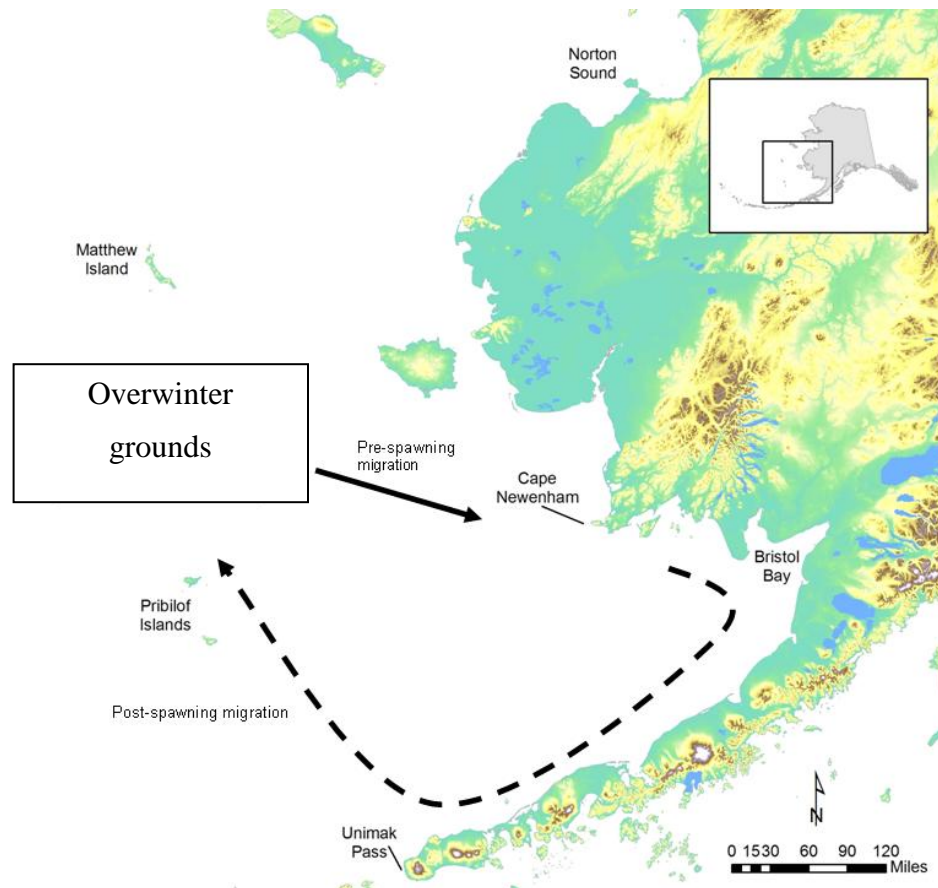 Norton
Sound
Matthew
Island
Overwinter
grounds
Pre-spawning
migration
Cape
Newenham
Bristol
Bay
Pribilof
Islands
Post-spawning migration
Unimak
Pass
N
0 15 30 60 90 120
Miles